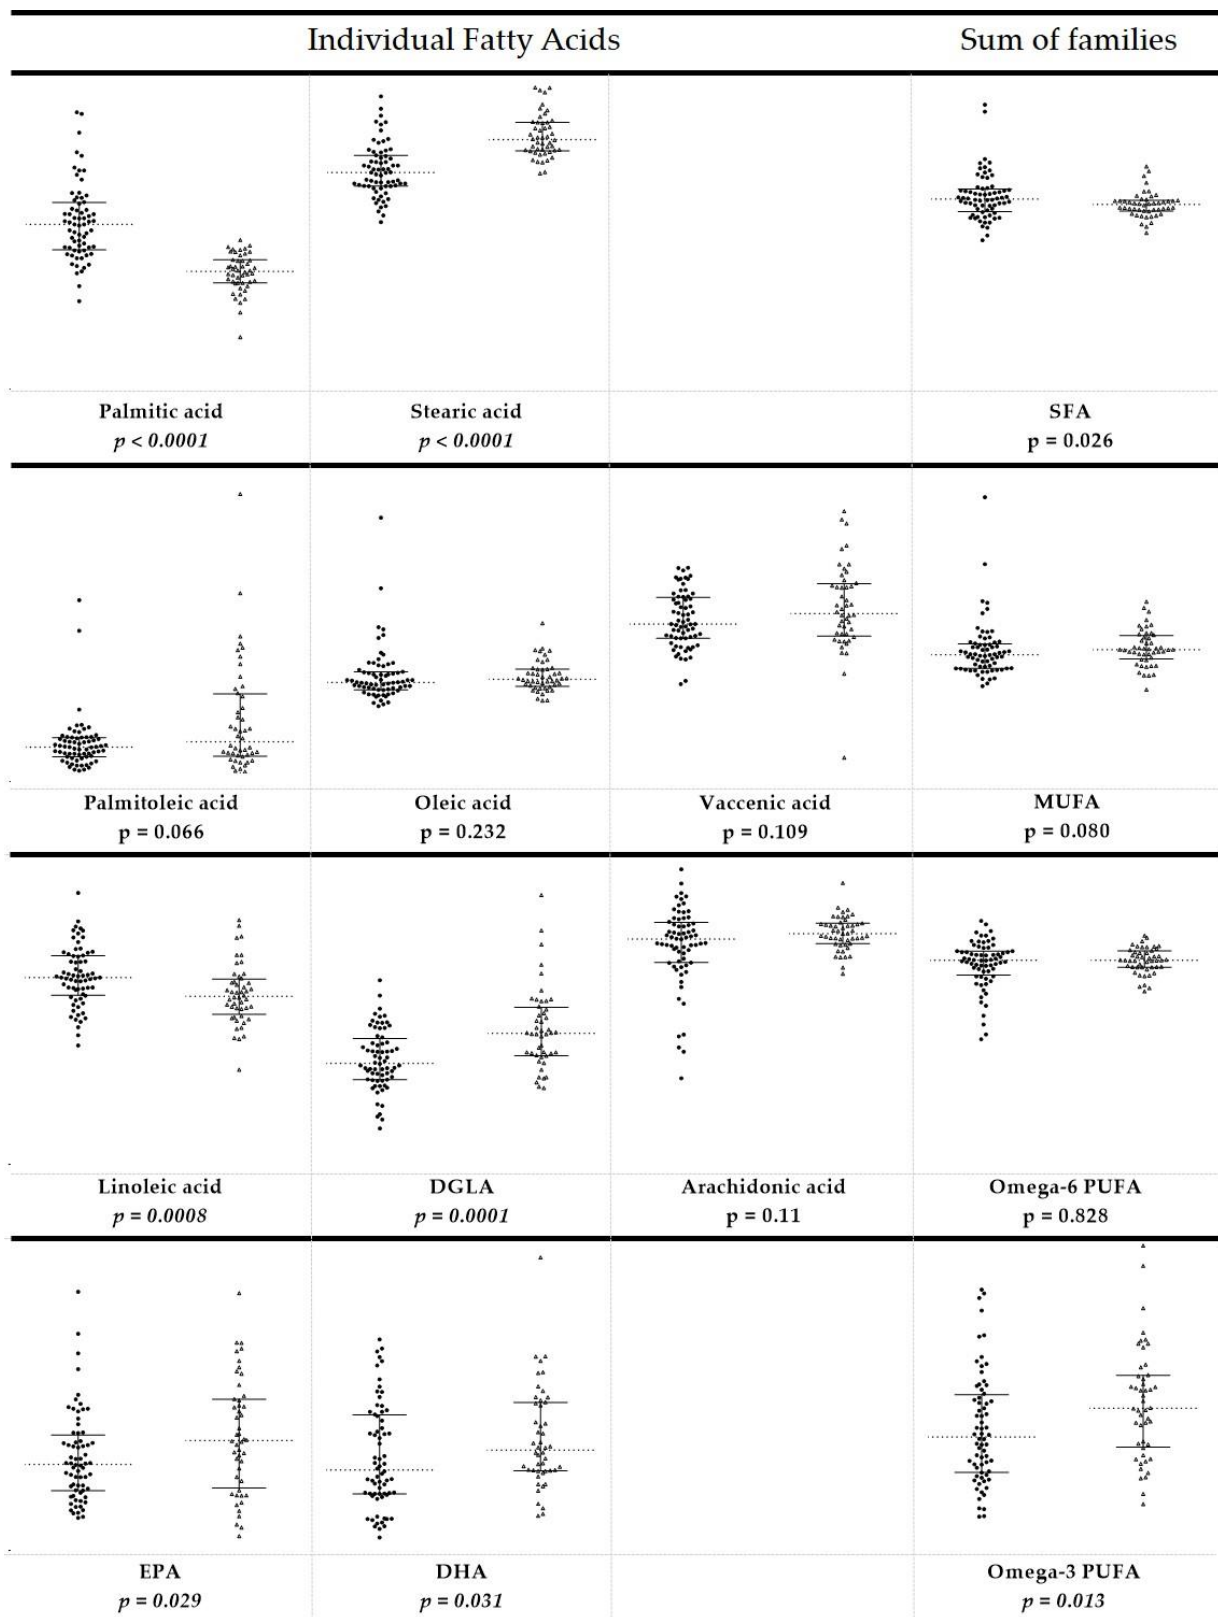 Individual Fatty Acids Sum of families
Palmitic acid Stearic acid SFA
p < 0.0001 p < 0.0001 p = 0.026
Palmitoleic acid Oleic acid Vaccenic acid MUFA
p = 0.066 p = 0.232 p = 0.109 p = 0.080
Linoleic acid DGLA Arachidonic acid Omega-6 PUFA
p = 0.0008 p = 0.0001 p = 0.11 p = 0.828
EPA DHA Omega-3 PUFA
p = 0.029 p = 0.031 p = 0.013